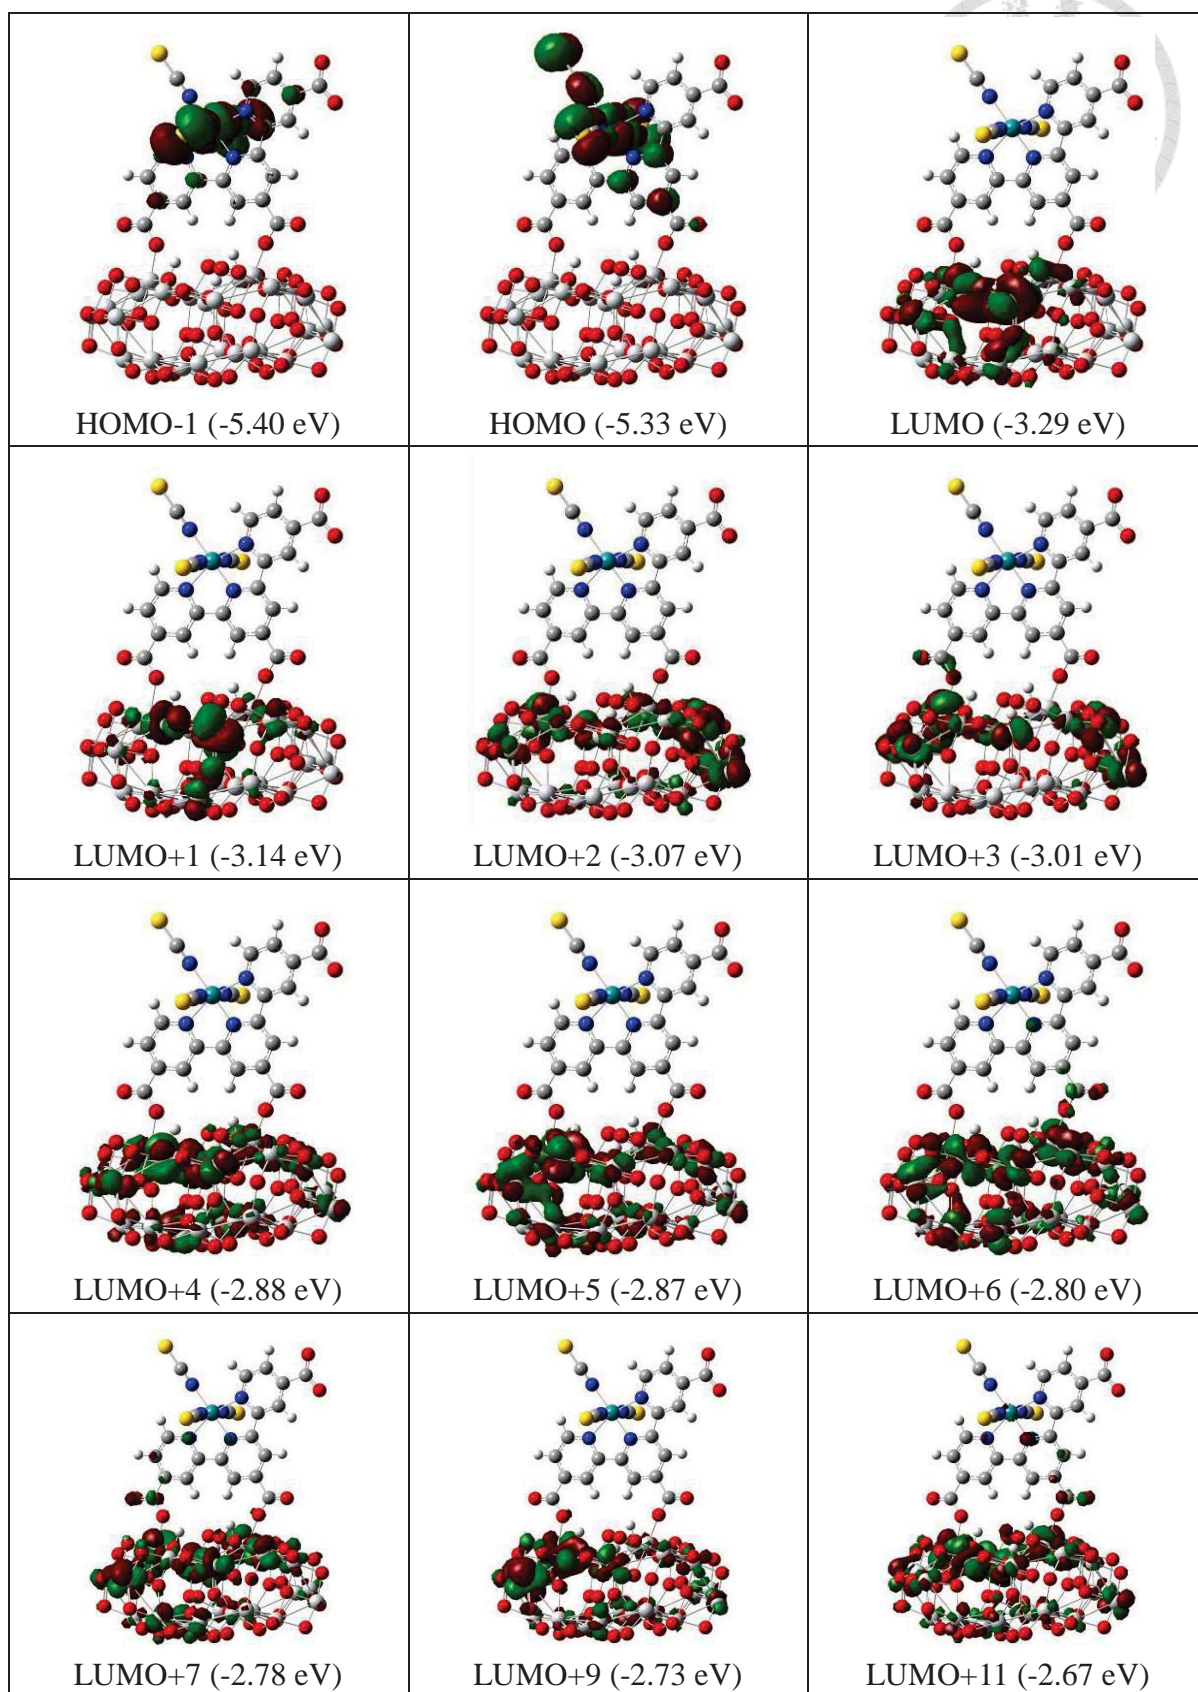 HOMO-1 (-5.40 eV)
HOMO (-5.33 eV)
LUMO (-3.29 eV)
LUMO+1 (-3.14 eV)
LUMO+2 (-3.07 eV)
LUMO+3 (-3.01 eV)
LUMO+4 (-2.88 eV)
LUMO+5 (-2.87 eV)
LUMO+6 (-2.80 eV)
LUMO+7 (-2.78 eV)
LUMO+9 (-2.73 eV)
LUMO+11 (-2.67 eV)